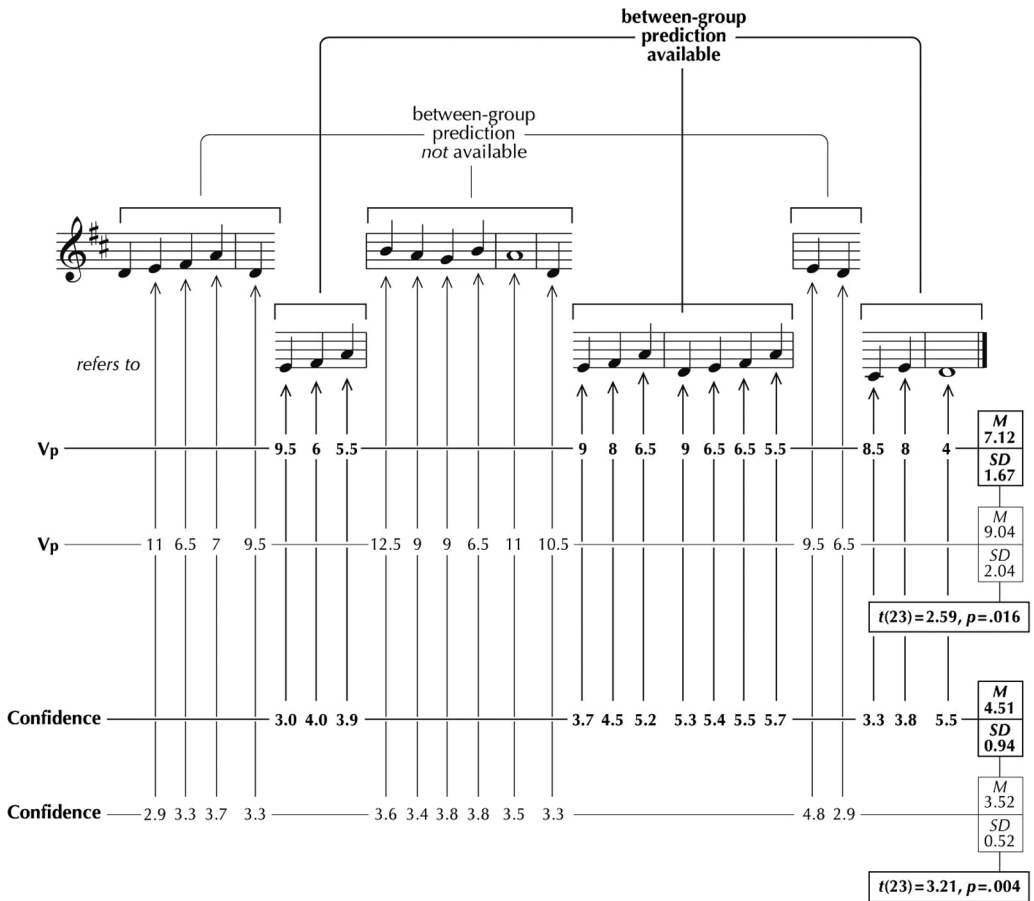 between-group
prediction
available
between-group
prediction
not available
refers to
Vp 9.5 6 5.5 9 8 6.5 9 6.5 6.5 5.5 8.5 8 4
M
7.12
SD
1.67
Vp 11 6.5 7 9.5 12.5 9 9 6.5 11 10.5 9.5 6.5
M
9.04
SD
2.04
t(23)=2.59, p=.016
Confidence 3.0 4.0 3.9 3.7 4.5 5.2 5.3 5.4 5.5 5.7 3.3 3.8 5.5
M
4.51
SD
0.94
Confidence 2.9 3.3 3.7 3.3 3.6 3.4 3.8 3.8 3.5 3.3 4.8 2.9
M
3.52
SD
0.52
t(23)=3.21, p=.004